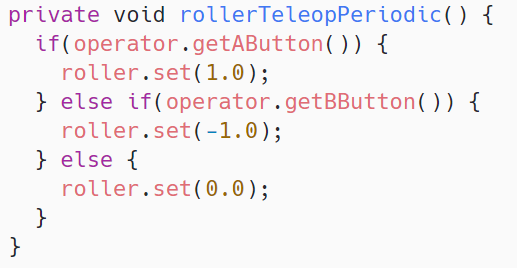 private void rollerTeleopPeriodic() {
  if(operator.getAButton()) {
    roller.set(1.0);
  } else if(operator.getBButton()) {
    roller.set(-1.0);
  } else {
    roller.set(0.0);
  }
}